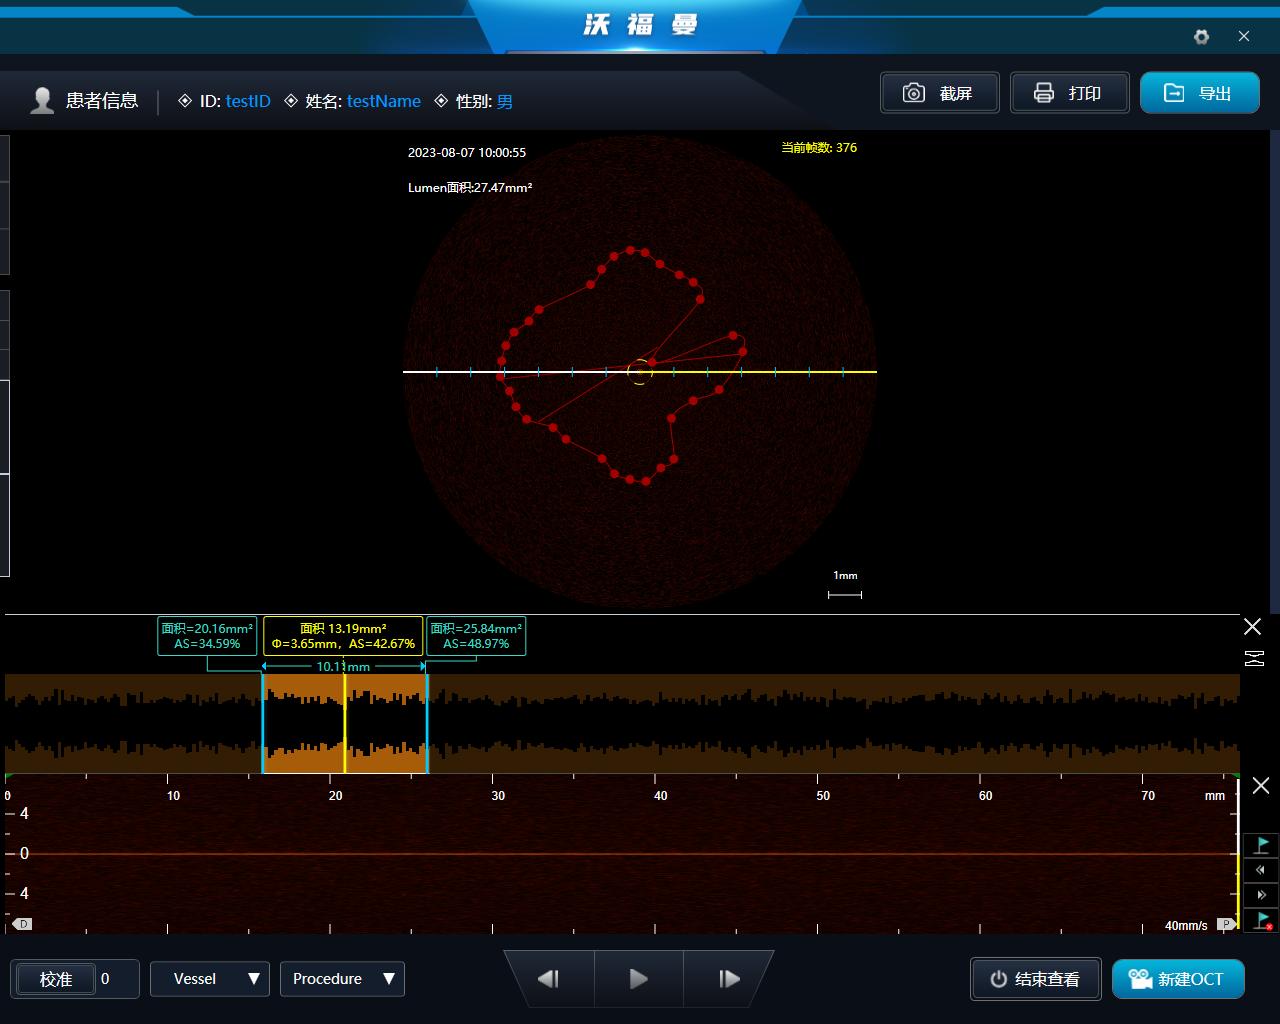 沃福曼
患者信息 ID: testID 姓名: testName 性别: 男
截屏 打印 导出
2023-08-07 10:00:55
当前帧数: 376
Lumen面积:27.47mm²
1mm
面积=20.16mm²
AS=34.59%
面积 13.19mm²
Φ=3.65mm，AS=42.67%
面积=25.84mm²
AS=48.97%
10.11mm
0 10 20 30 40 50 60 70 mm
4
0
4
D
40mm/s P
校准 0 Vessel Procedure 结束查看 新建OCT